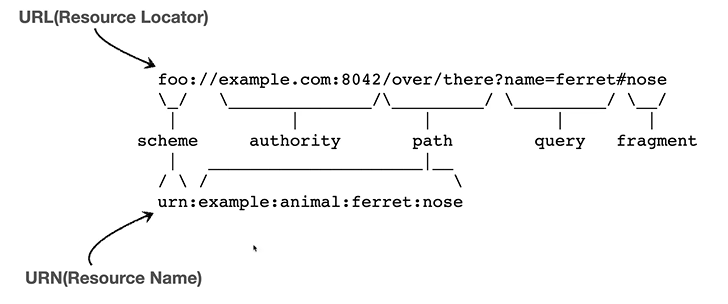 URL(Resource Locator)
foo://example.com:8042/over/there?name=ferret#nose
scheme authority path query fragment
urn:example:animal:ferret:nose
URN(Resource Name)